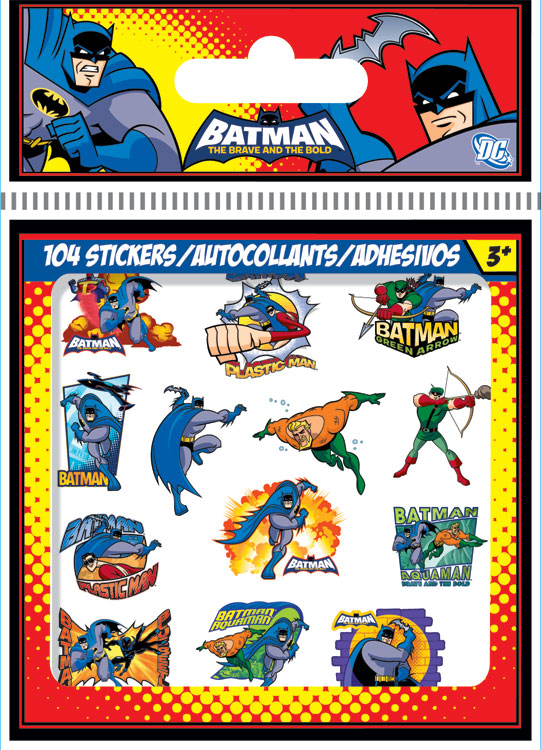 BATMAN
THE BRAVE AND THE BOLD
DC
104 STICKERS/AUTOCOLLANTS/ADHESIVOS
3+
BATMAN
PLASTIC MAN
BATMAN
GREEN ARROW
BATMAN
BATMAN
PLASTIC MAN
BATMAN
BATMAN
AQUAMAN
BRAVE AND THE BOLD
BATMAN
BATMAN
AQUAMAN
BATMAN